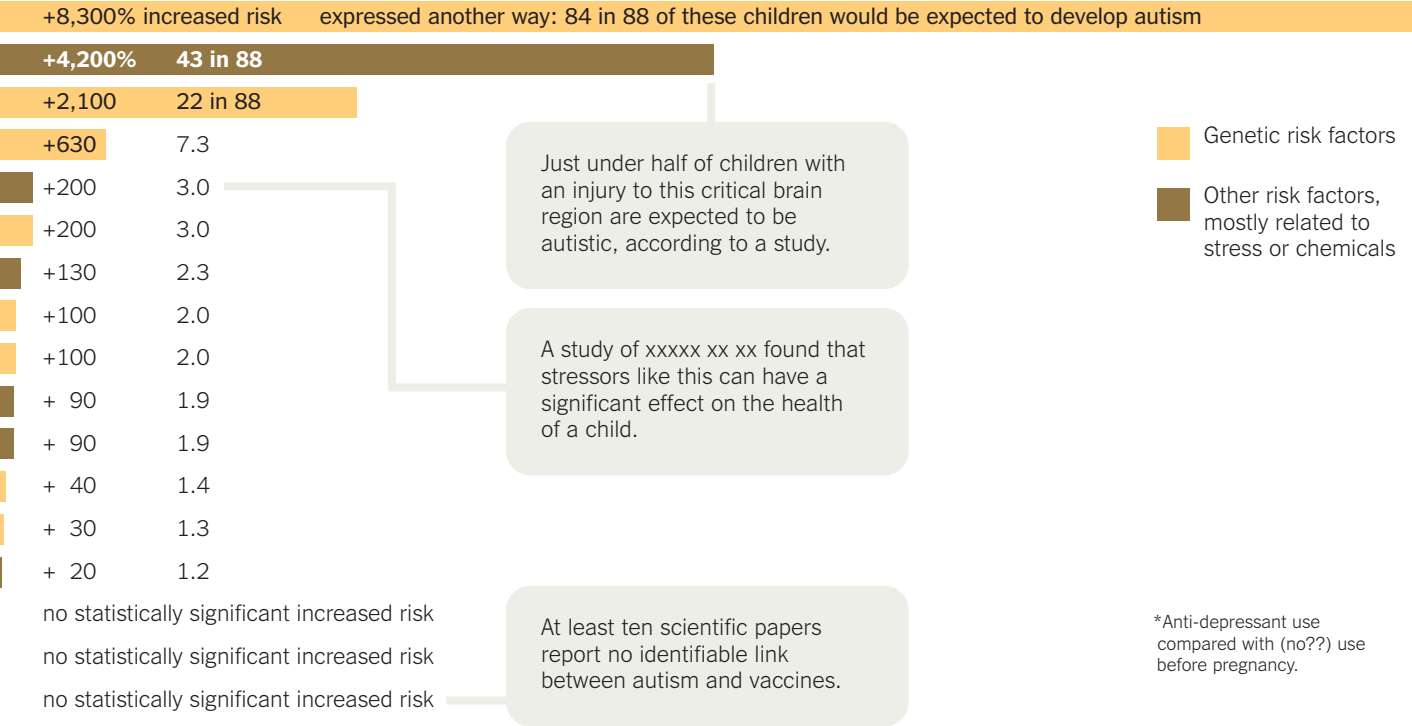 +8,300% increased risk expressed another way: 84 in 88 of these children would be expected to develop autism
+4,200% 43 in 88
+2,100 22 in 88
+630 7.3
+200 3.0
+200 3.0
+130 2.3
+100 2.0
+100 2.0
+ 90 1.9
+ 90 1.9
+ 40 1.4
+ 30 1.3
+ 20 1.2
no statistically significant increased risk
no statistically significant increased risk
no statistically significant increased risk
Just under half of children with
an injury to this critical brain
region are expected to be
autistic, according to a study.
A study of xxxxx xx xx found that
stressors like this can have a
significant effect on the health
of a child.
At least ten scientific papers
report no identifiable link
between autism and vaccines.
Genetic risk factors
Other risk factors,
mostly related to
stress or chemicals
*Anti-depressant use
compared with (no??) use
before pregnancy.